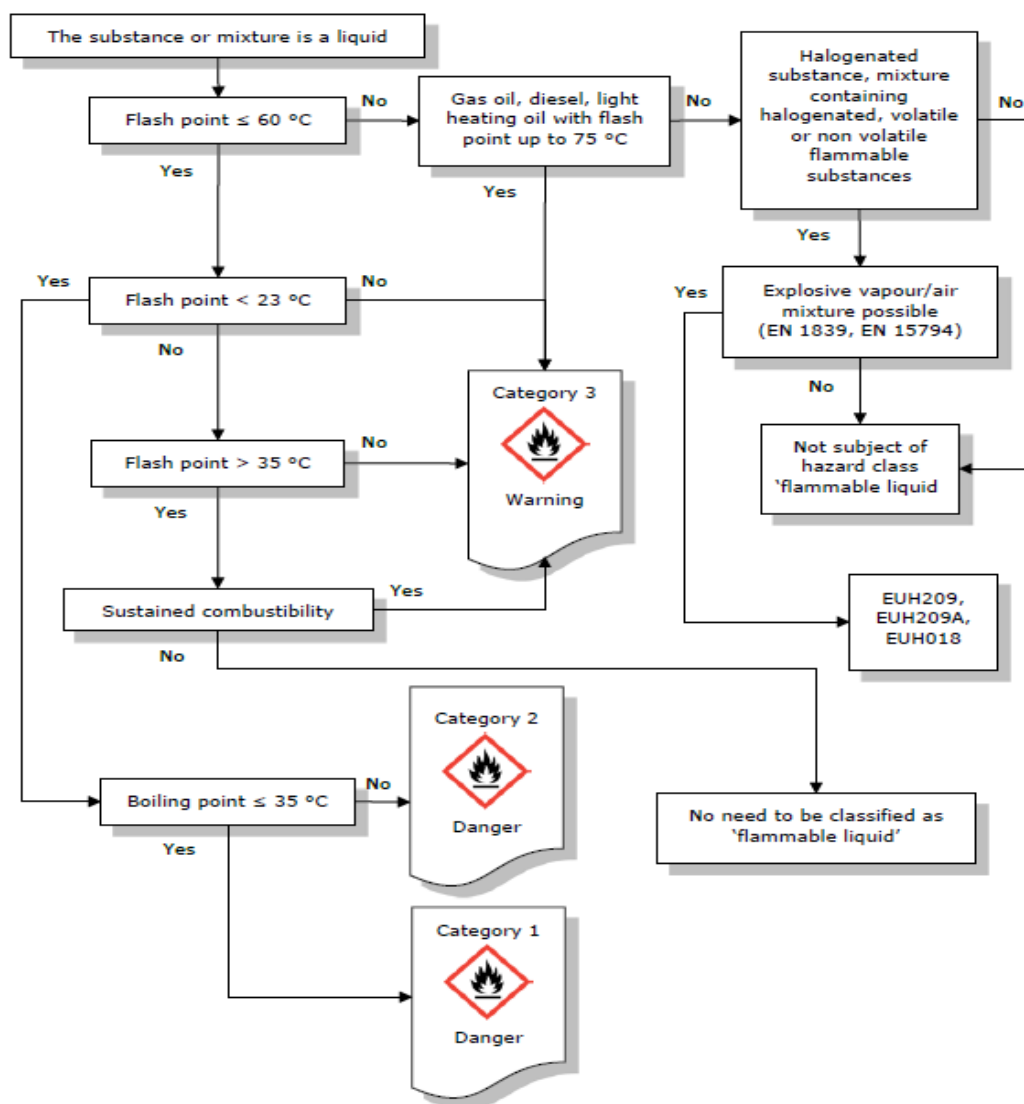 The substance or mixture is a liquid
Flash point ≤ 60 °C
No
Gas oil, diesel, light
heating oil with flash
point up to 75 °C
No
Halogenated
substance, mixture
containing
halogenated, volatile
or non volatile
flammable
substances
No
Yes
Yes
Yes
Yes
Flash point < 23 °C
No
No
Yes
Explosive vapour/air
mixture possible
(EN 1839, EN 15794)
No
Category 3
Warning
Flash point > 35 °C
No
Yes
Not subject of
hazard class
‘flammable liquid
Sustained combustibility
Yes
No
EUH209,
EUH209A,
EUH018
Category 2
Danger
Boiling point ≤ 35 °C
No
Yes
No need to be classified as
‘flammable liquid’
Category 1
Danger